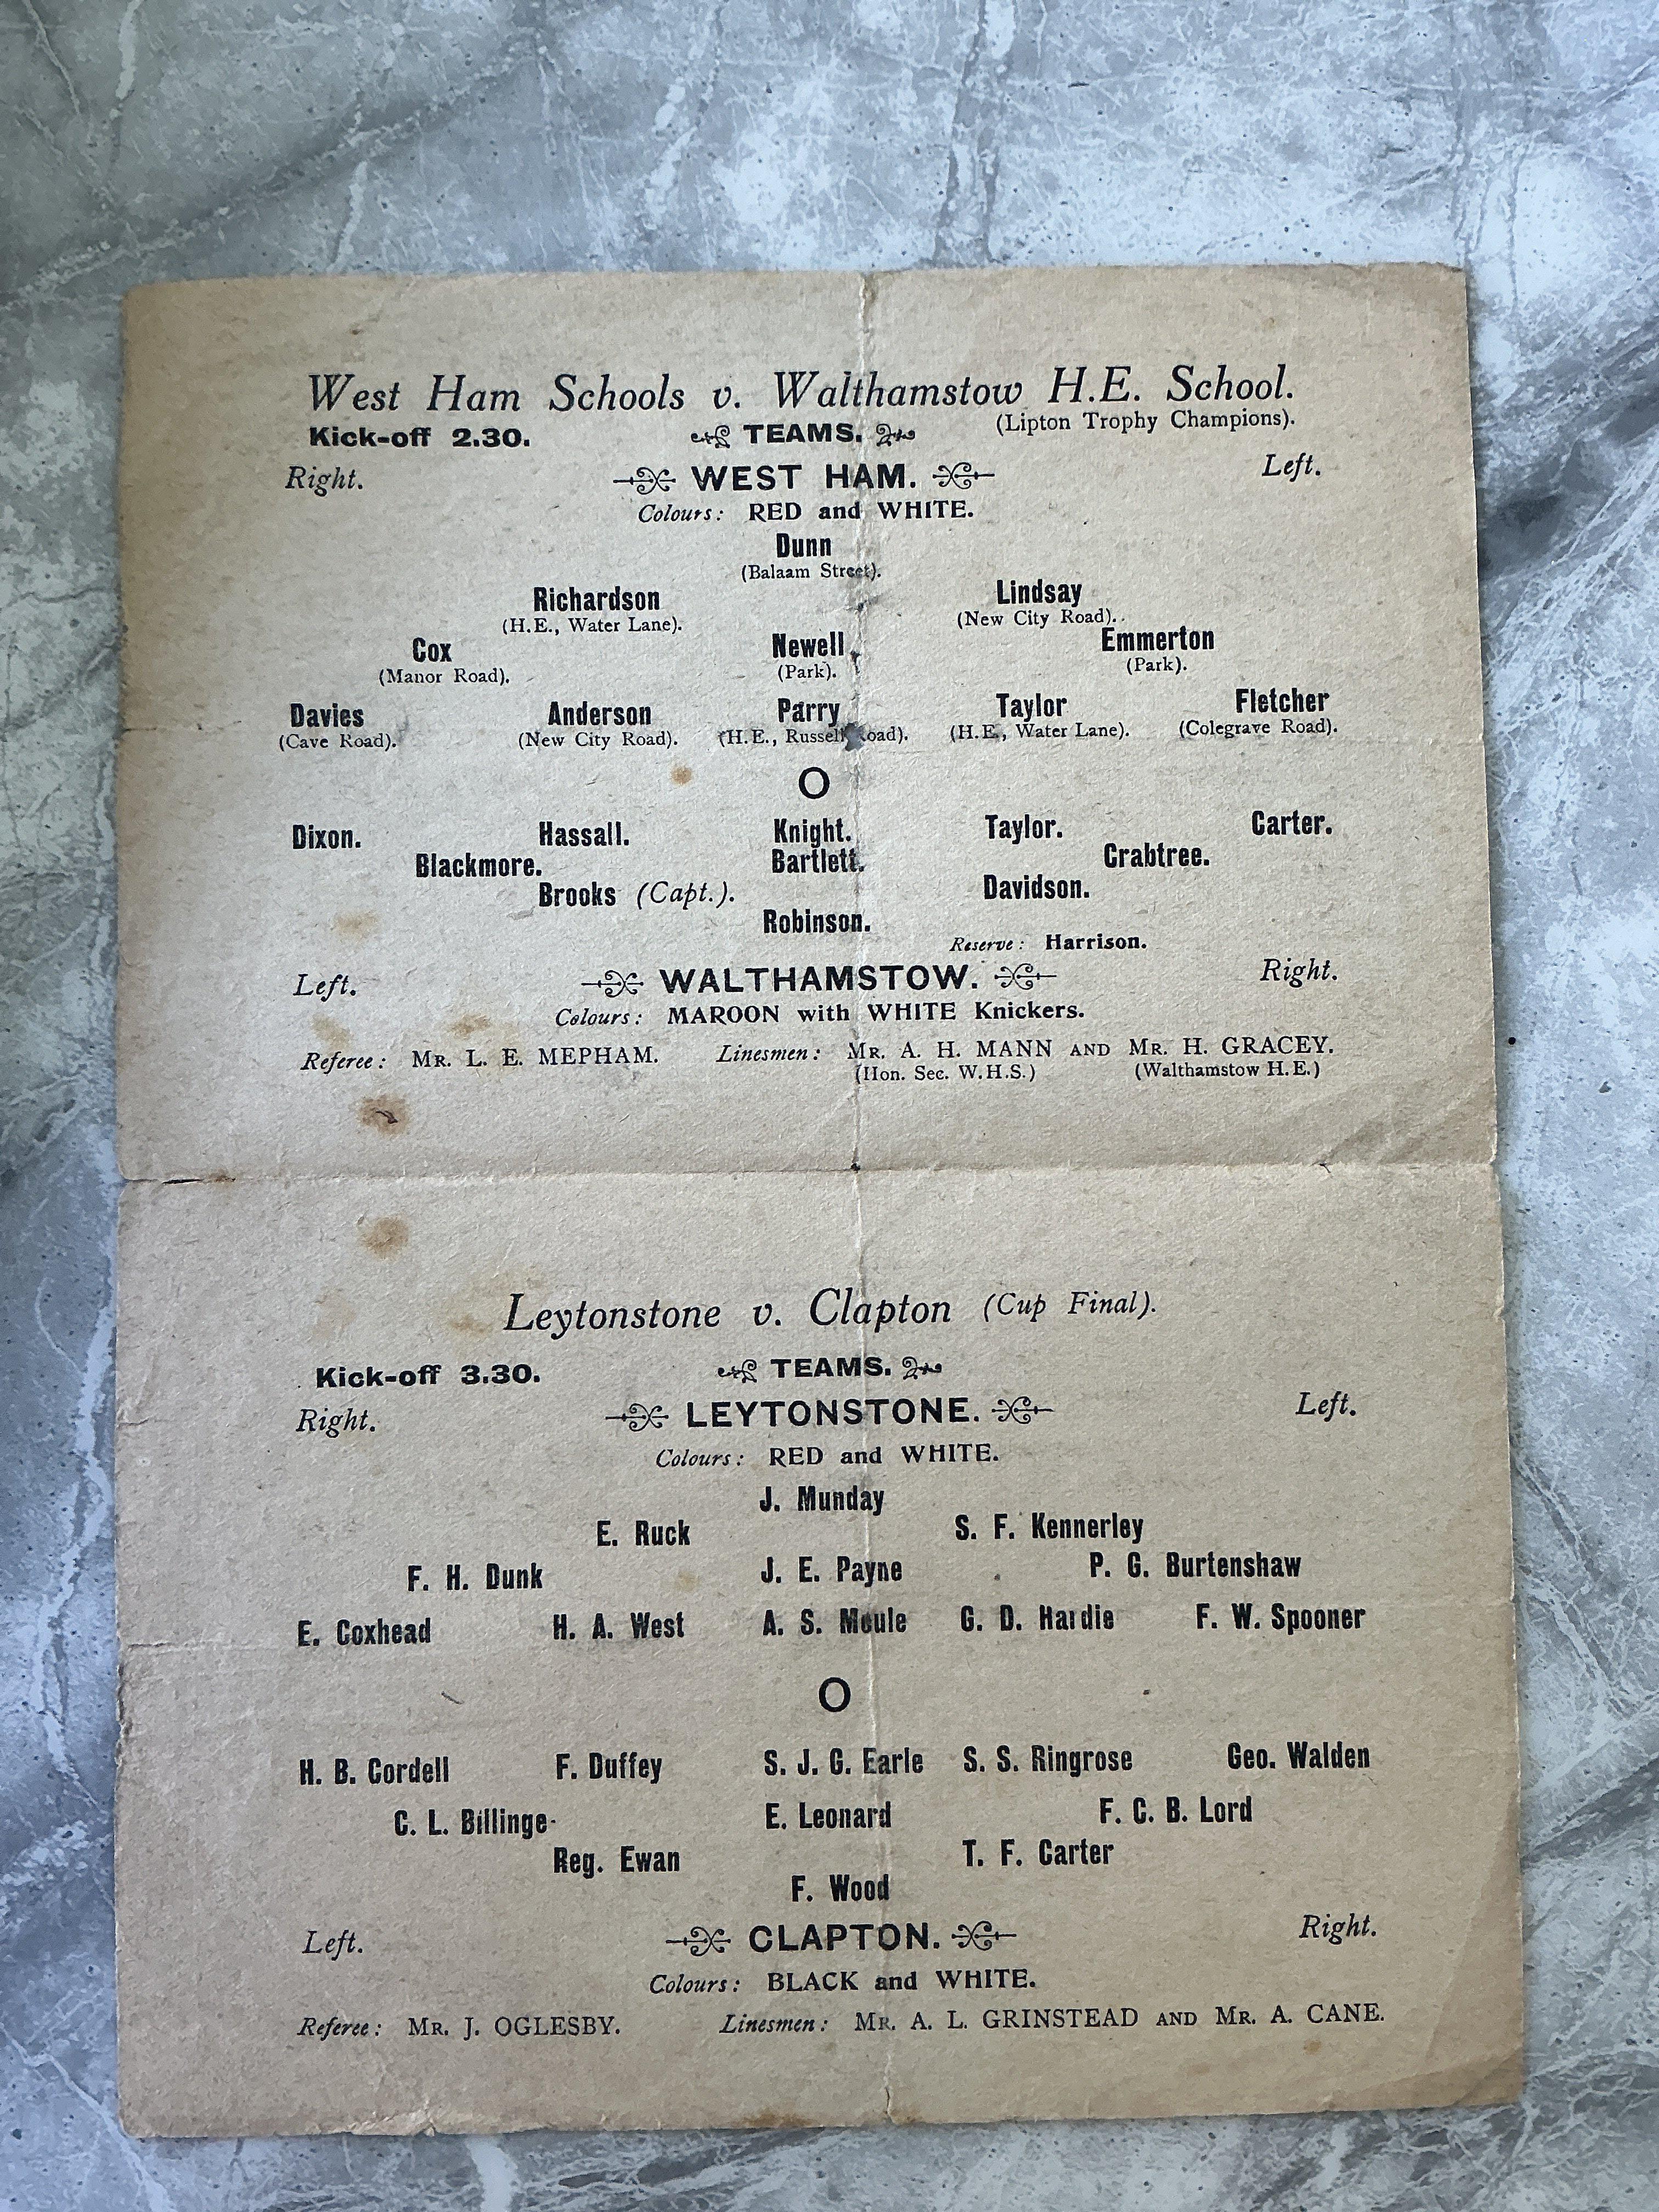 West Ham Schools v. Walthamstow H.E. School.
(Lipton Trophy Champions).
Kick-off 2.30. TEAMS.
Right. WEST HAM. Left.
Colours: RED and WHITE.
Dunn
(Balaam Street).
Richardson Lindsay
(H.E., Water Lane). (New City Road).
Cox Newell Emmerton
(Manor Road). (Park). (Park).
Davies Anderson Parry Taylor Fletcher
(Cave Road). (New City Road). (H.E., Russell Road). (H.E., Water Lane). (Colegrave Road).
O
Dixon. Hassall. Knight. Taylor. Carter.
Blackmore. Bartlett. Crabtree.
Brooks (Capt.). Davidson.
Robinson.
Reserve: Harrison.
Left. WALTHAMSTOW. Right.
Colours: MAROON with WHITE Knickers.
Referee: MR. L. E. MEPHAM. Linesmen: MR. A. H. MANN AND MR. H. GRACEY.
(Hon. Sec. W.H.S.) (Walthamstow H.E.)
Leytonstone v. Clapton (Cup Final).
Kick-off 3.30. TEAMS.
Right. LEYTONSTONE. Left.
Colours: RED and WHITE.
J. Munday
E. Ruck S. F. Kennerley
F. H. Dunk J. E. Payne P. G. Burtenshaw
E. Coxhead H. A. West A. S. Moule G. D. Hardie F. W. Spooner
O
H. B. Cordell F. Duffey S. J. G. Earle S. S. Ringrose Geo. Walden
C. L. Billinge E. Leonard F. C. B. Lord
Reg. Ewan T. F. Carter
F. Wood
Left. CLAPTON. Right.
Colours: BLACK and WHITE.
Referee: MR. J. OGLESBY. Linesmen: MR. A. L. GRINSTEAD AND MR. A. CANE.